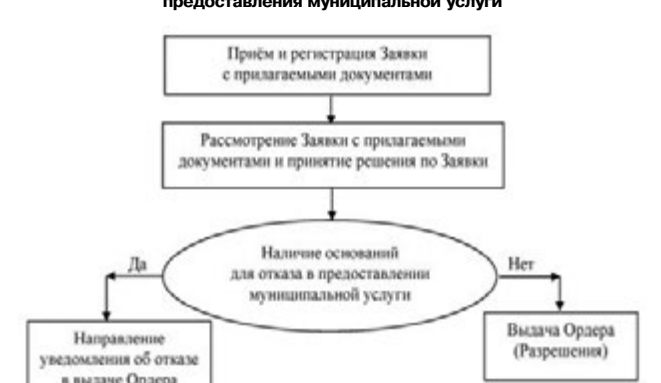 предоставления муниципальной услуги
Приём и регистрация Заявки
с прилагаемыми документами
Рассмотрение Заявки с прилагаемыми
документами и принятие решения по Заявки
Наличие оснований
для отказа в предоставлении
муниципальной услуги
Да
Нет
Направление
уведомления об отказе
в выдаче Ордера
Выдача Ордера
(Разрешения)